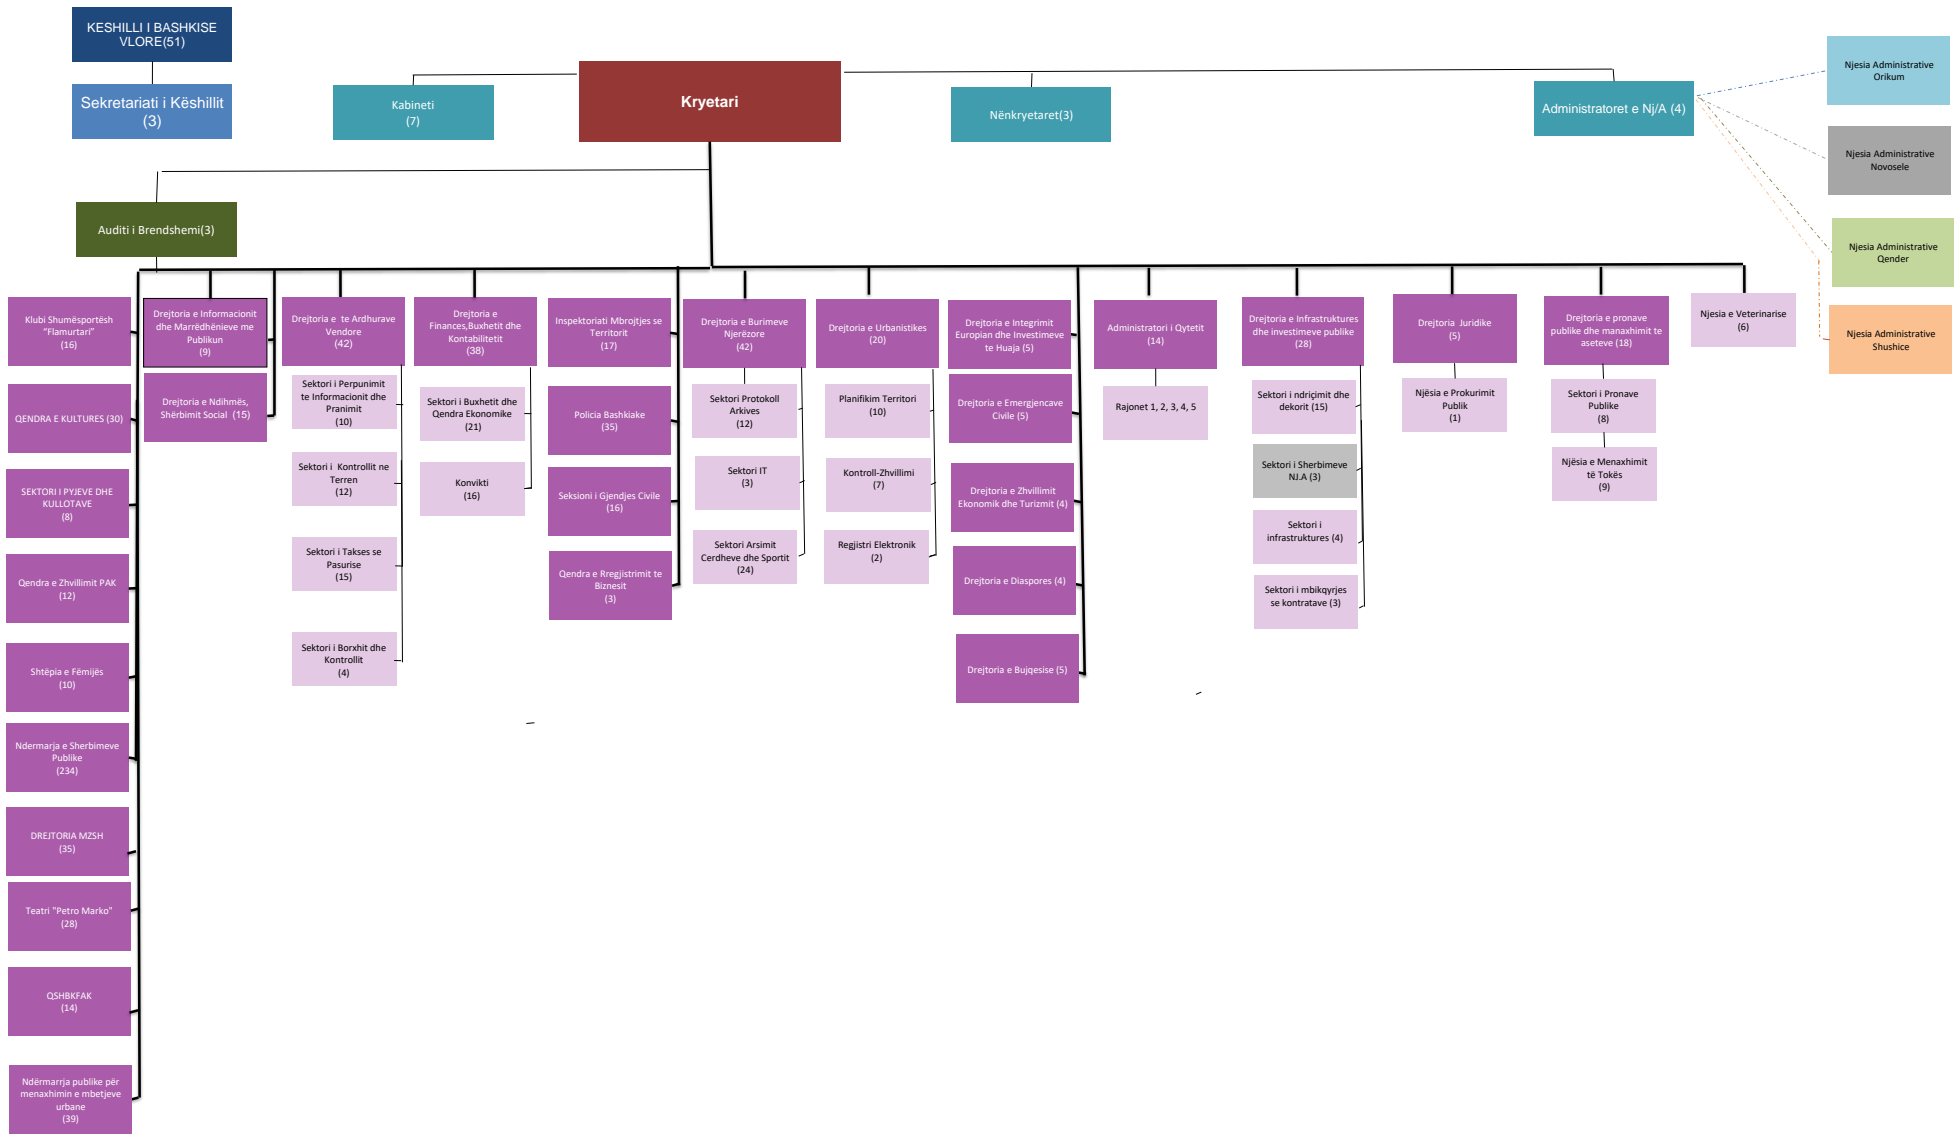 KESHILLI I BASHKISE
VLORE(51)
Sekretariati i Këshillit
(3)
Kabineti
(7)
Kryetari
Nënkryetaret(3)
Administratoret e Nj/A (4)
Njesia Administrative
Orikum
Njesia Administrative
Novosele
Njesia Administrative
Qender
Njesia Administrative
Shushice
Auditi i Brendshemi(3)
Klubi Shumësportësh
"Flamurtari"
(16)
QENDRA E KULTURES (30)
SEKTORI I PYJEVE DHE
KULLOTAVE
(8)
Qendra e Zhvillimit PAK
(12)
Shtëpia e Fëmijës
(10)
Ndermarja e Sherbimeve
Publike
(234)
DREJTORIA MZSH
(35)
Teatri "Petro Marko"
(28)
QSHBKFAK
(14)
Ndërmarrja publike për
menaxhimin e mbetjeve
urbane
(39)
Drejtoria e Informacionit
dhe Marrëdhënieve me
Publikun
(9)
Drejtoria e Ndihmës,
Shërbimit Social (15)
Drejtoria e  te Ardhurave
Vendore
(42)
Sektori i Perpunimit
te Informacionit dhe
Pranimit
(10)
Sektori i  Kontrollit ne
Terren
(12)
Sektori i Takses se
Pasurise
(15)
Sektori i Borxhit dhe
Kontrollit
(4)
Drejtoria e
Finances,Buxhetit dhe
Kontabilitetit
(38)
Sektori i Buxhetit dhe
Qendra Ekonomike
(21)
Konvikti
(16)
Inspektoriati Mbrojtjes se
Territorit
(17)
Policia Bashkiake
(35)
Seksioni i Gjendjes Civile
(16)
Qendra e Rregjistrimit te
Biznesit
(3)
Drejtoria e Burimeve
Njerëzore
(42)
Sektori Protokoll
Arkives
(12)
Sektori IT
(3)
Sektori Arsimit
Cerdheve dhe Sportit
(24)
Drejtoria e Urbanistikes
(20)
Planifikim Territori
(10)
Kontroll-Zhvillimi
(7)
Regjistri Elektronik
(2)
Drejtoria e Integrimit
Europian dhe Investimeve
te Huaja (5)
Drejtoria e Emergjencave
Civile (5)
Drejtoria e Zhvillimit
Ekonomik dhe Turizmit (4)
Drejtoria e Diaspores (4)
Drejtoria e Bujqesise (5)
Administratori i Qytetit
(14)
Rajonet 1, 2, 3, 4, 5
Drejtoria e Infrastruktures
dhe investimeve publike
(28)
Sektori i ndriçimit dhe
dekorit (15)
Sektori i Sherbimeve
NJ.A (3)
Sektori i
infrastruktures (4)
Sektori i mbikqyrjes
se kontratave (3)
Drejtoria  Juridike
(5)
Njësia e Prokurimit
Publik
(1)
Drejtoria e pronave
publike dhe manaxhimit te
aseteve (18)
Sektori i Pronave
Publike
(8)
Njësia e Menaxhimit
të Tokës
(9)
Njesia e Veterinarise
(6)